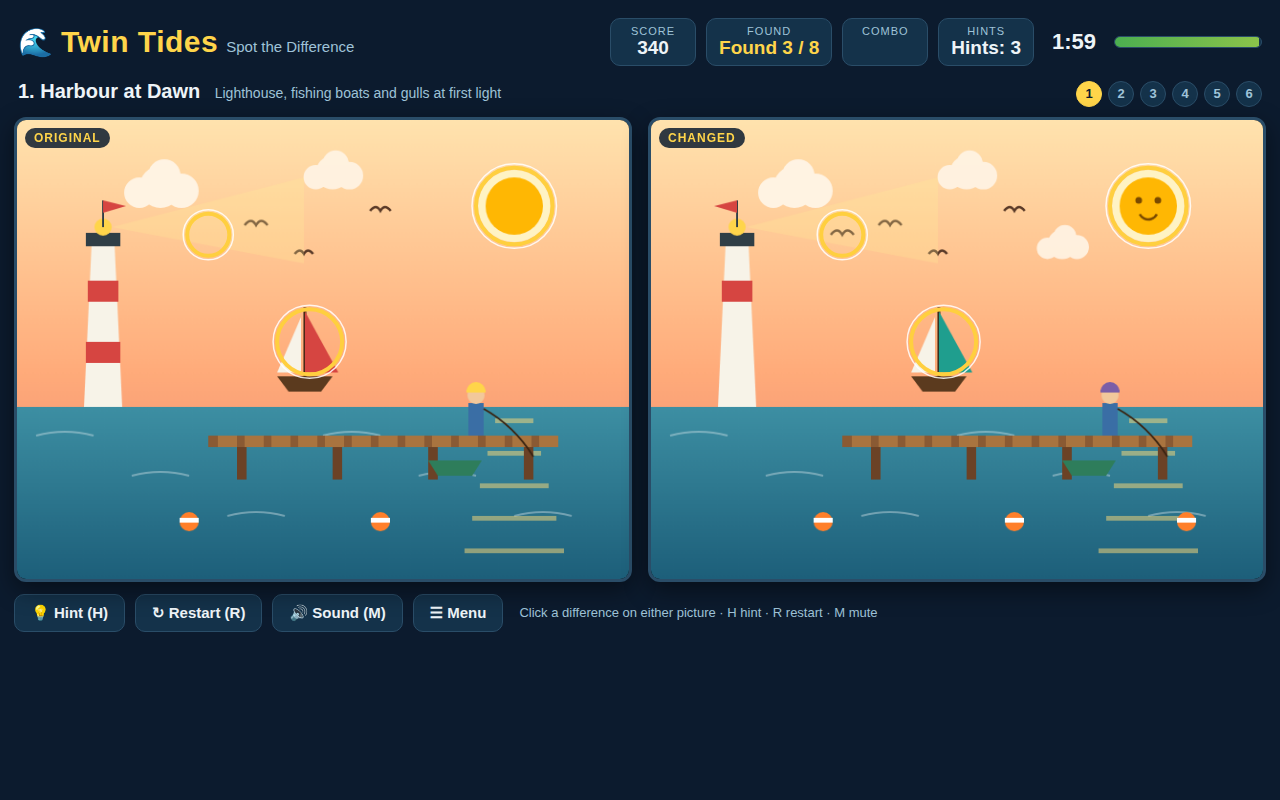 🌊 Twin Tides Spot the Difference
SCORE
340
FOUND
Found 3 / 8
COMBO
HINTS
Hints: 3
1:59
1. Harbour at Dawn Lighthouse, fishing boats and gulls at first light
1 2 3 4 5 6
ORIGINAL
CHANGED
💡 Hint (H)
↻ Restart (R)
🔊 Sound (M)
☰ Menu
Click a difference on either picture · H hint · R restart · M mute